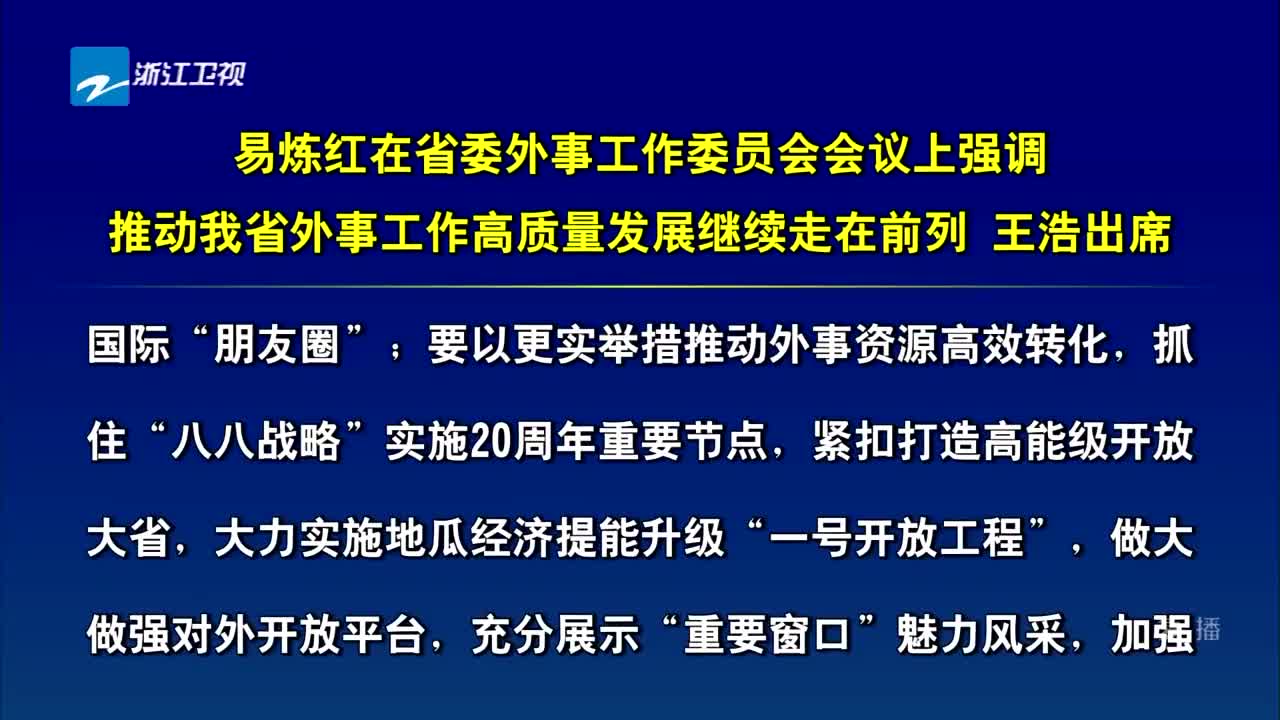 浙江卫视
易炼红在省委外事工作委员会会议上强调
推动我省外事工作高质量发展继续走在前列 王浩出席
国际“朋友圈”；要以更实举措推动外事资源高效转化，抓
住“八八战略”实施20周年重要节点，紧扣打造高能级开放
大省，大力实施地瓜经济提能升级“一号开放工程”，做大
做强对外开放平台，充分展示“重要窗口”魅力风采，加强
播